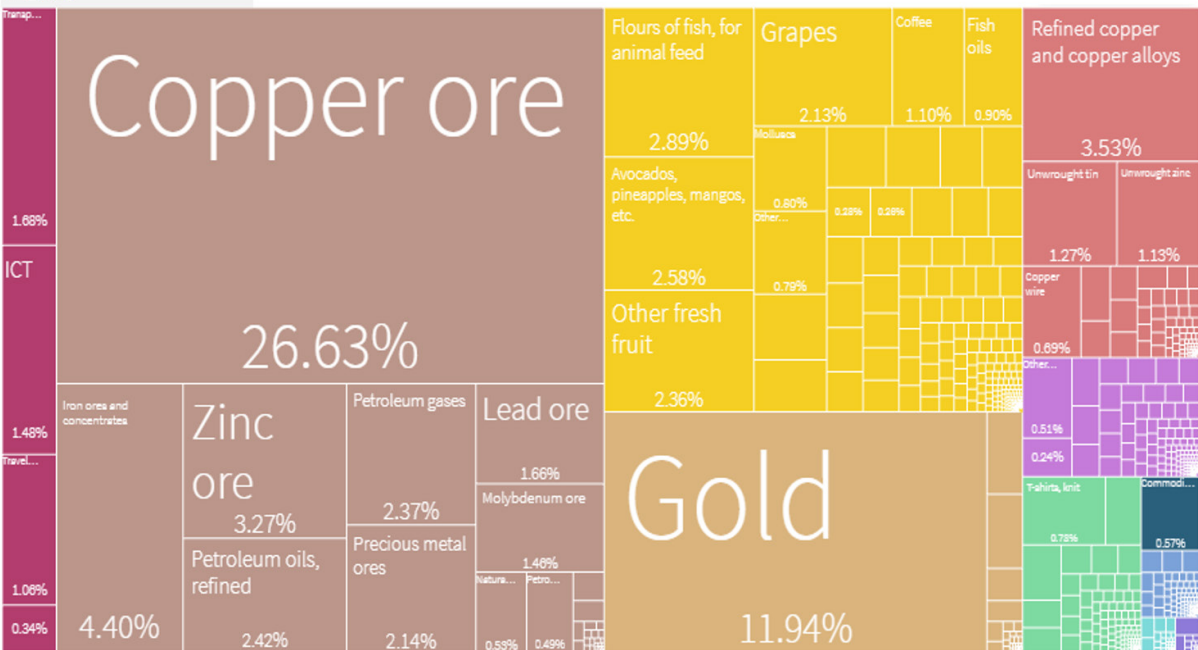 Transp...
1.68%
ICT
1.48%
Travel...
1.06%
0.34%
Copper ore
26.63%
Iron ores and
concentrates
4.40%
Zinc
ore
3.27%
Petroleum oils,
refined
2.42%
Petroleum gases
2.37%
Precious metal
ores
2.14%
Lead ore
1.66%
Molybdenum ore
1.46%
Natura...
0.53%
Petro...
0.49%
Flours of fish, for
animal feed
2.89%
Avocados,
pineapples, mangos,
etc.
2.58%
Other fresh
fruit
2.36%
Grapes
2.13%
Coffee
1.10%
Fish
oils
0.90%
Molluscs
0.80%
Other...
0.79%
0.28%
0.28%
Gold
11.94%
Refined copper
and copper alloys
3.53%
Unwrought tin
1.27%
Unwrought zinc
1.13%
Copper
wire
0.69%
Other...
0.51%
0.24%
T-shirts, knit
0.78%
Commodi...
0.57%